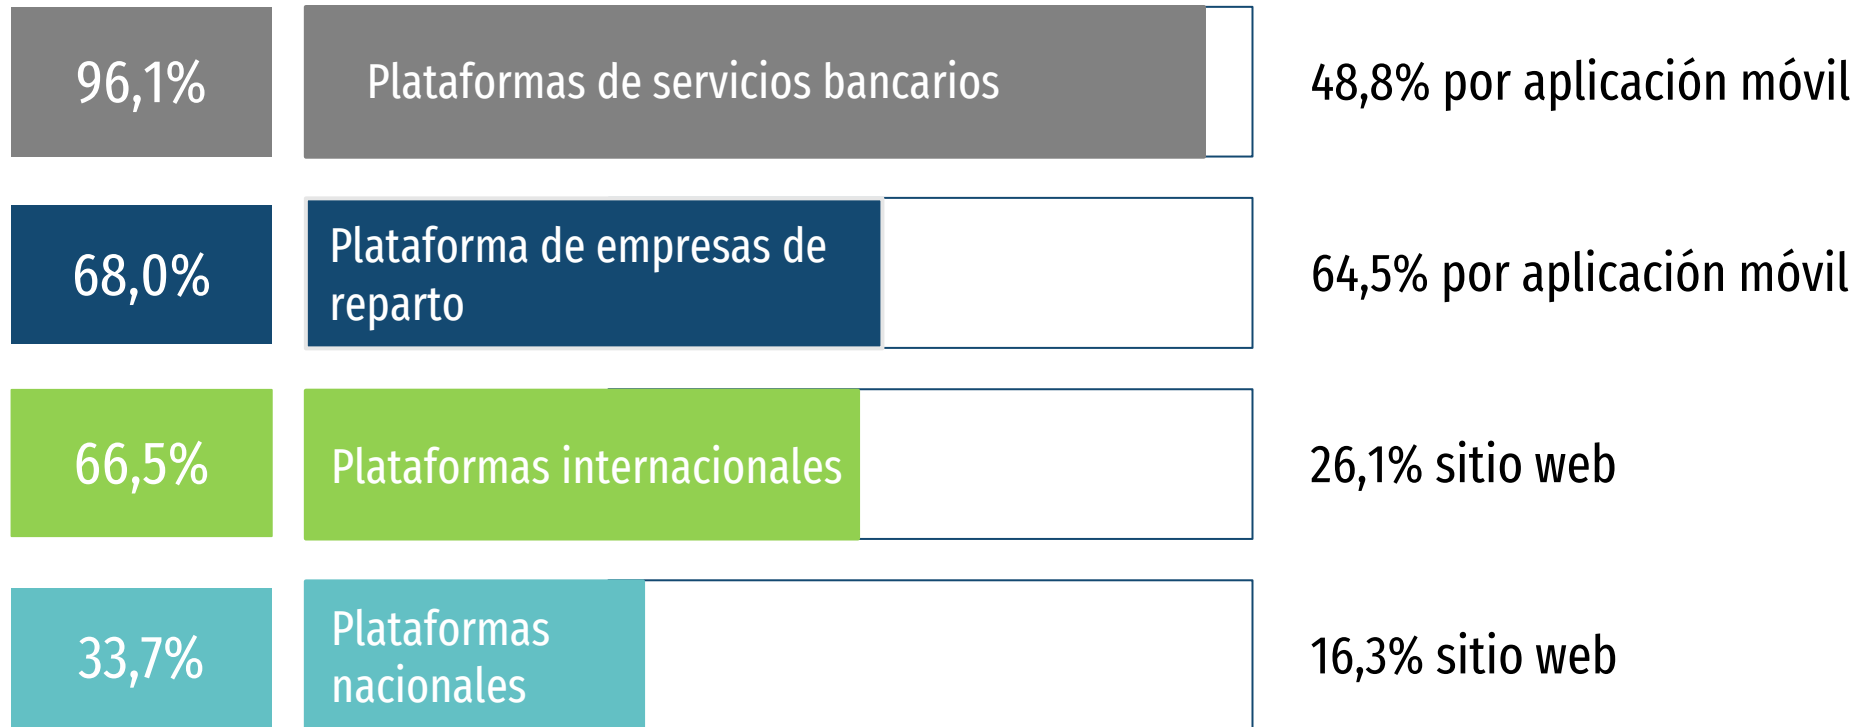 96,1%
Plataformas de servicios bancarios
48,8% por aplicación móvil
68,0%
Plataforma de empresas de
reparto
64,5% por aplicación móvil
66,5%
Plataformas internacionales
26,1% sitio web
33,7%
Plataformas
nacionales
16,3% sitio web